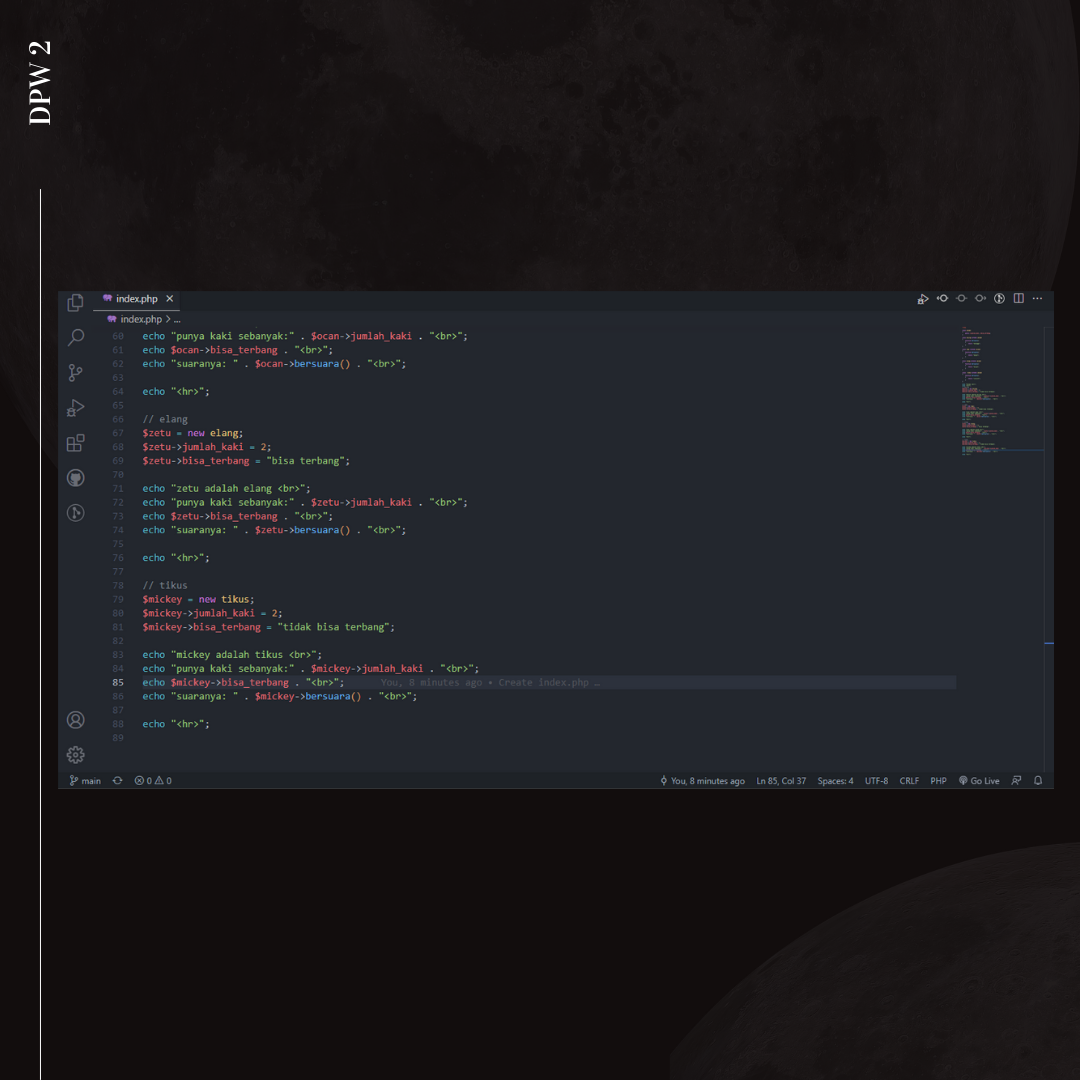 DPW 2
index.php
index.php > ...
60 echo "punya kaki sebanyak:" . $ocan->jumlah_kaki . "<br>";
61 echo $ocan->bisa_terbang . "<br>";
62 echo "suaranya: " . $ocan->bersuara() . "<br>";
63
64 echo "<hr>";
65
66 // elang
67 $zetu = new elang;
68 $zetu->jumlah_kaki = 2;
69 $zetu->bisa_terbang = "bisa terbang";
70
71 echo "zetu adalah elang <br>";
72 echo "punya kaki sebanyak:" . $zetu->jumlah_kaki . "<br>";
73 echo $zetu->bisa_terbang . "<br>";
74 echo "suaranya: " . $zetu->bersuara() . "<br>";
75
76 echo "<hr>";
77
78 // tikus
79 $mickey = new tikus;
80 $mickey->jumlah_kaki = 2;
81 $mickey->bisa_terbang = "tidak bisa terbang";
82
83 echo "mickey adalah tikus <br>";
84 echo "punya kaki sebanyak:" . $mickey->jumlah_kaki . "<br>";
85 echo $mickey->bisa_terbang . "<br>"; You, 8 minutes ago • Create index.php …
86 echo "suaranya: " . $mickey->bersuara() . "<br>";
87
88 echo "<hr>";
89
main 0 0 You, 8 minutes ago Ln 85, Col 37 Spaces: 4 UTF-8 CRLF PHP Go Live